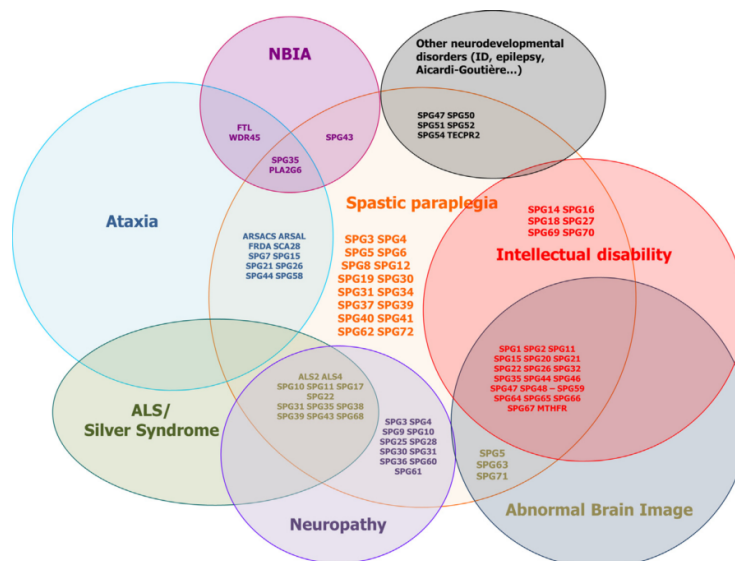 NBIA
Other neurodevelopmental
disorders (ID, epilepsy,
Aicardi-Goutière...)
FTL
WDR45
SPG43
SPG35
PLA2G6
SPG47 SPG50
SPG51 SPG52
SPG54 TECPR2
Ataxia
ARSACS ARSAL
FRDA SCA28
SPG7 SPG15
SPG21 SPG26
SPG44 SPG58
Spastic paraplegia
SPG3 SPG4
SPG5 SPG6
SPG8 SPG12
SPG19 SPG30
SPG31 SPG34
SPG37 SPG39
SPG40 SPG41
SPG62 SPG72
SPG14 SPG16
SPG18 SPG27
SPG69 SPG70
Intellectual disability
SPG1 SPG2 SPG11
SPG15 SPG20 SPG21
SPG22 SPG26 SPG32
SPG35 SPG44 SPG46
SPG47 SPG48 – SPG59
SPG64 SPG65 SPG66
SPG67 MTHFR
ALS/
Silver Syndrome
ALS2 ALS4
SPG10 SPG11 SPG17
SPG22
SPG31 SPG35 SPG38
SPG39 SPG43 SPG68
SPG3 SPG4
SPG9 SPG10
SPG25 SPG28
SPG30 SPG31
SPG36 SPG60
SPG61
Neuropathy
SPG5
SPG63
SPG71
Abnormal Brain Image